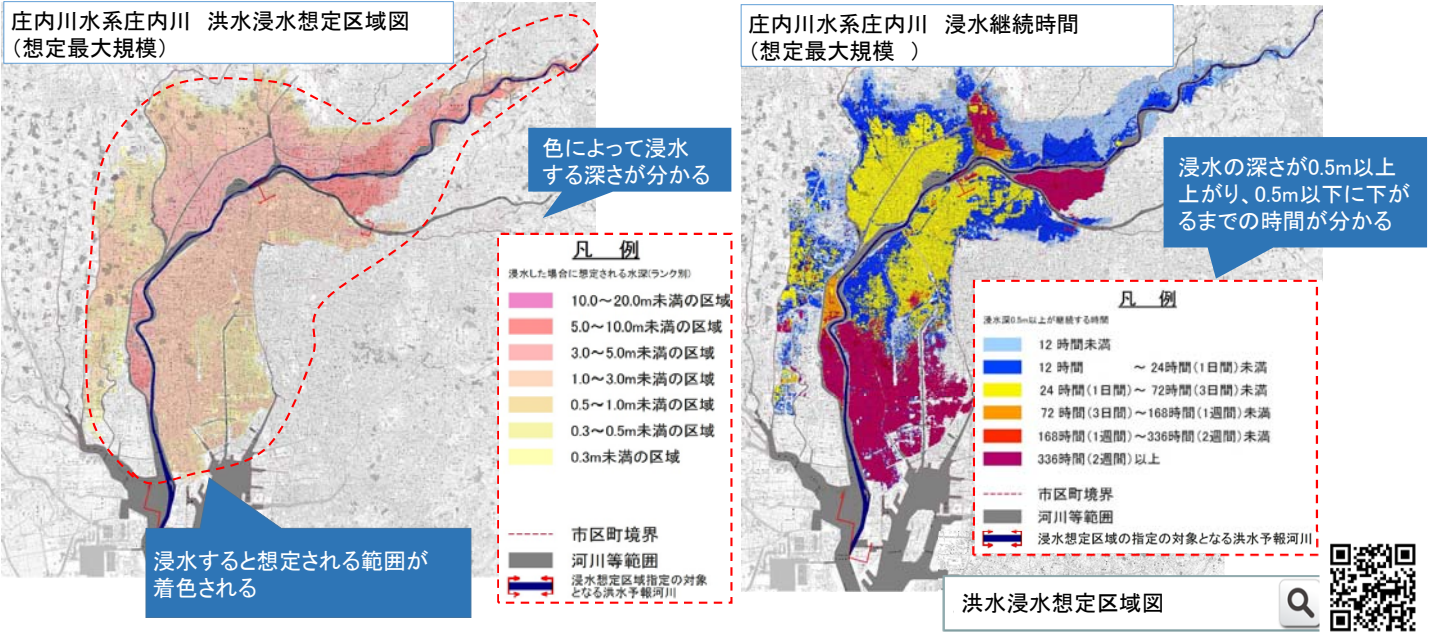 庄内川水系庄内川 洪水浸水想定区域図
(想定最大規模)
色によって浸水
する深さが分かる
凡 例
浸水した場合に想定される水深(ランク別)
10.0～20.0m未満の区域
5.0～10.0m未満の区域
3.0～5.0m未満の区域
1.0～3.0m未満の区域
0.5～1.0m未満の区域
0.3～0.5m未満の区域
0.3m未満の区域
市区町境界
河川等範囲
浸水想定区域指定の対象
となる洪水予報河川
浸水すると想定される範囲が
着色される
庄内川水系庄内川 浸水継続時間
(想定最大規模 )
浸水の深さが0.5m以上
上がり、0.5m以下に下が
るまでの時間が分かる
凡 例
浸水深0.5m以上が継続する時間
12 時間未満
12 時間 ～ 24時間(1日間)未満
24 時間(1日間)～ 72時間(3日間)未満
72 時間(3日間)～168時間(1週間)未満
168時間(1週間)～336時間(2週間)未満
336時間(2週間)以上
市区町境界
河川等範囲
浸水想定区域の指定の対象となる洪水予報河川
洪水浸水想定区域図